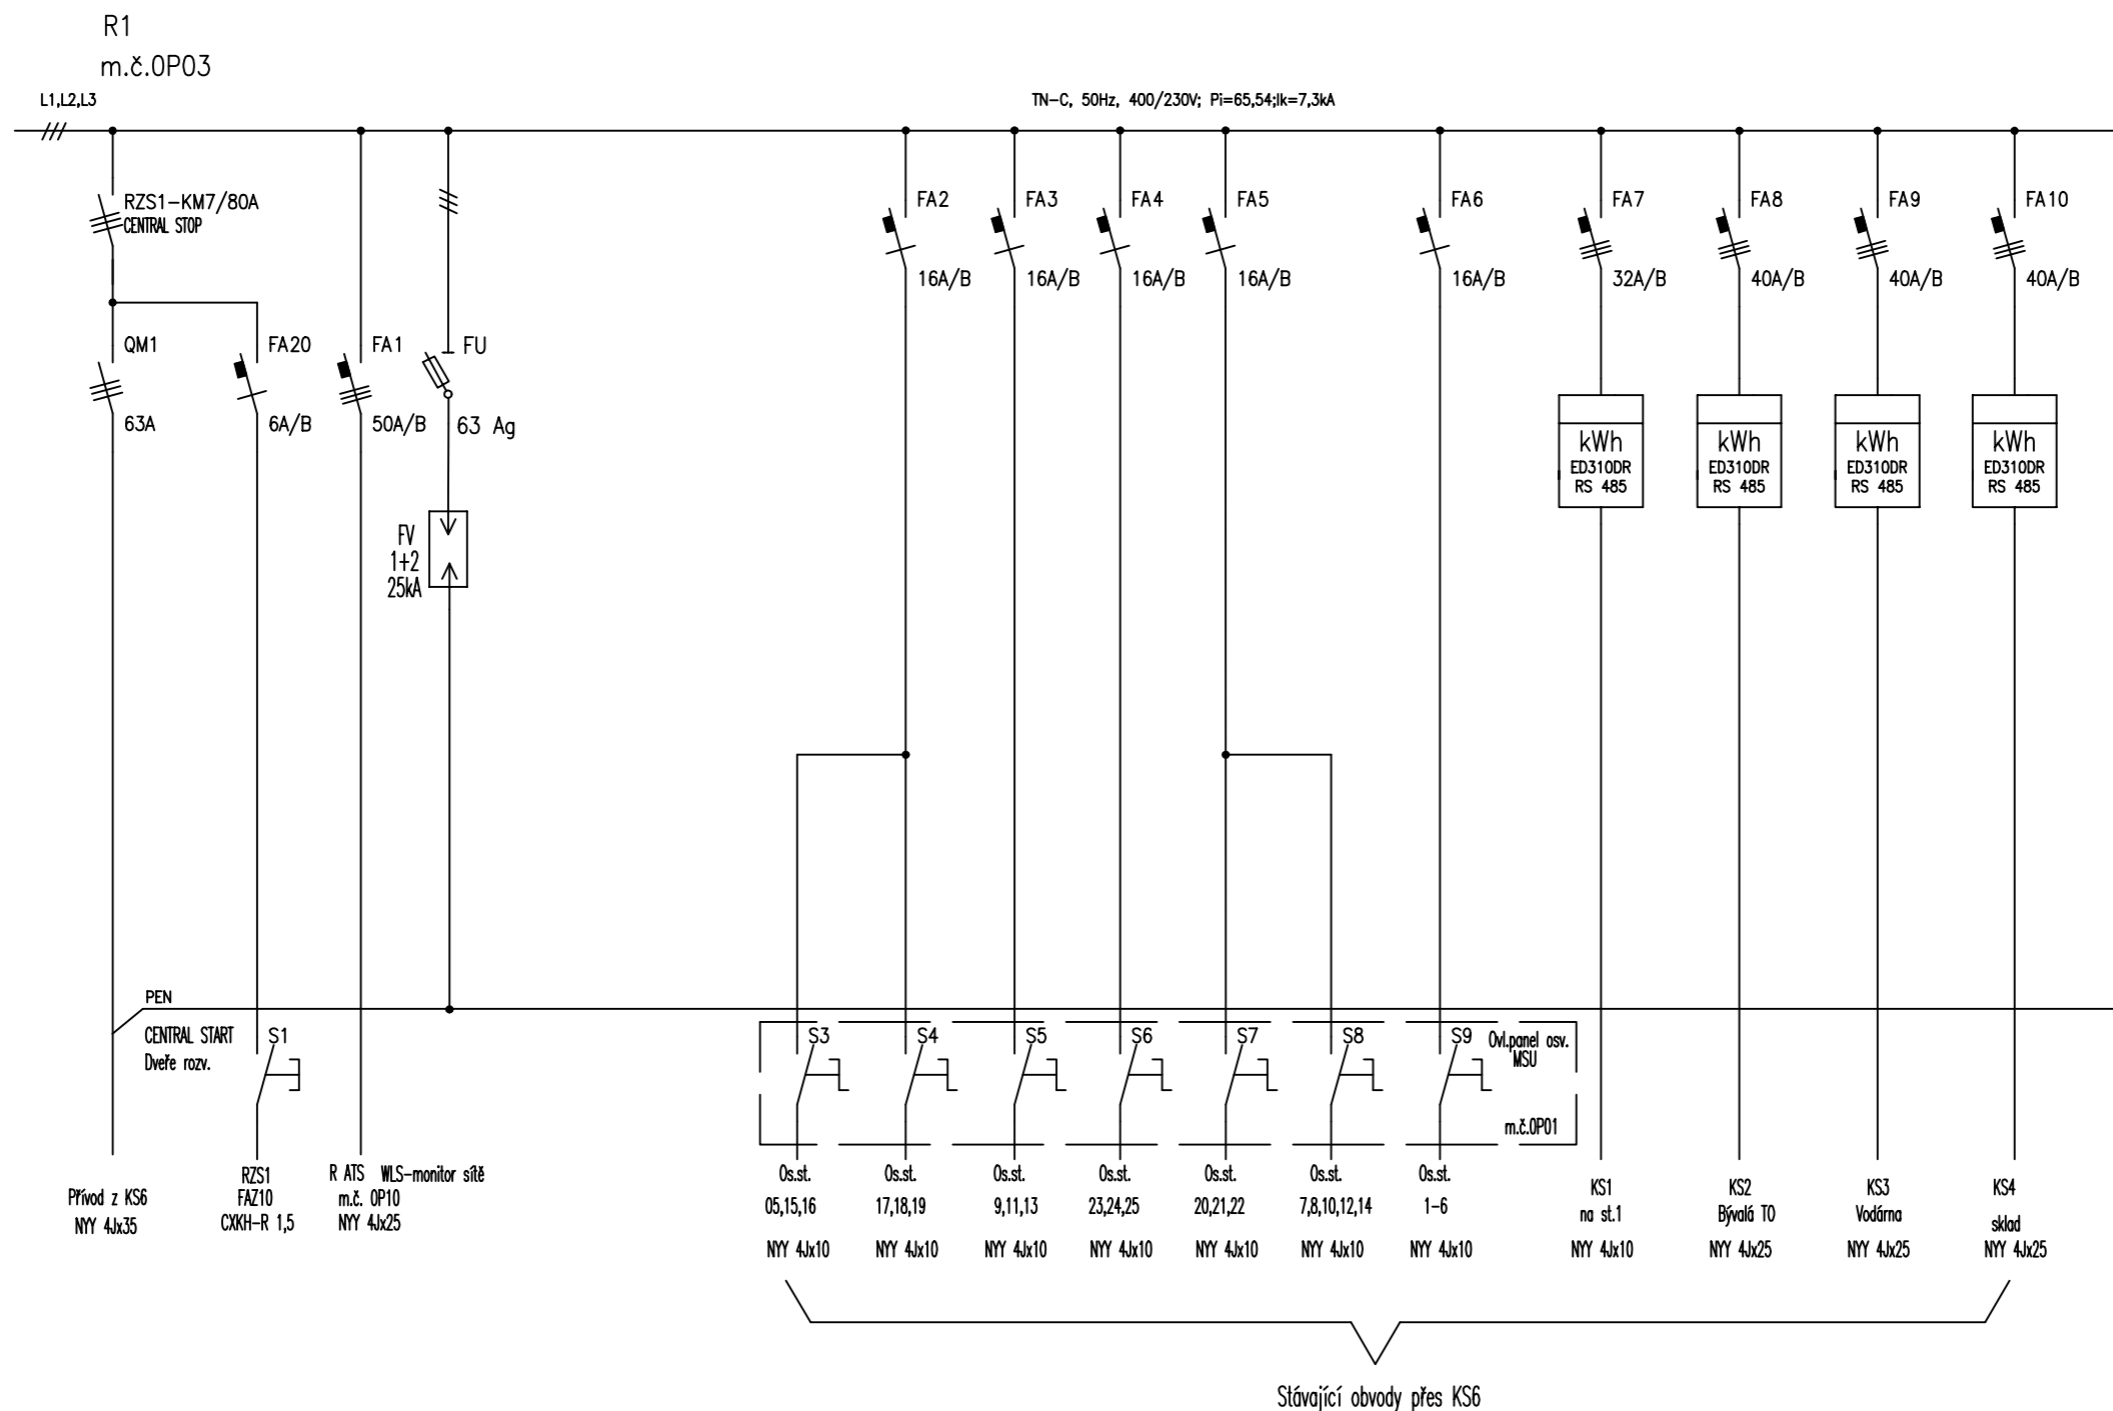 R1
m.č.0P03
L1,L2,L3
TN-C, 50Hz, 400/230V; Pi=65,54;Ik=7,3kA
RZS1-KM7/80A
CENTRAL STOP
FA2
FA3
FA4
FA5
FA6
FA7
FA8
FA9
FA10
16A/B
16A/B
16A/B
16A/B
16A/B
32A/B
40A/B
40A/B
40A/B
QM1
FA20
FA1
FU
63A
6A/B
50A/B
63 Ag
kWh
ED310DR
RS 485
kWh
ED310DR
RS 485
kWh
ED310DR
RS 485
kWh
ED310DR
RS 485
FV
1+2
25kA
PEN
CENTRAL START
Dveře rozv.
S1
S3
S4
S5
S6
S7
S8
S9
Ovl.panel osv.
MSU
m.č.0P01
Přívod z KS6
NYY 4Jx35
RZS1
FAZ10
CXKH-R 1,5
R ATS WLS-monitor sítě
m.č. 0P10
NYY 4Jx25
Os.st.
05,15,16
NYY 4Jx10
Os.st.
17,18,19
NYY 4Jx10
Os.st.
9,11,13
NYY 4Jx10
Os.st.
23,24,25
NYY 4Jx10
Os.st.
20,21,22
NYY 4Jx10
Os.st.
7,8,10,12,14
NYY 4Jx10
Os.st.
1-6
NYY 4Jx10
KS1
na st.1
NYY 4Jx10
KS2
Bývalá TO
NYY 4Jx25
KS3
Vodárna
NYY 4Jx25
KS4
sklad
NYY 4Jx25
Stávající obvody přes KS6